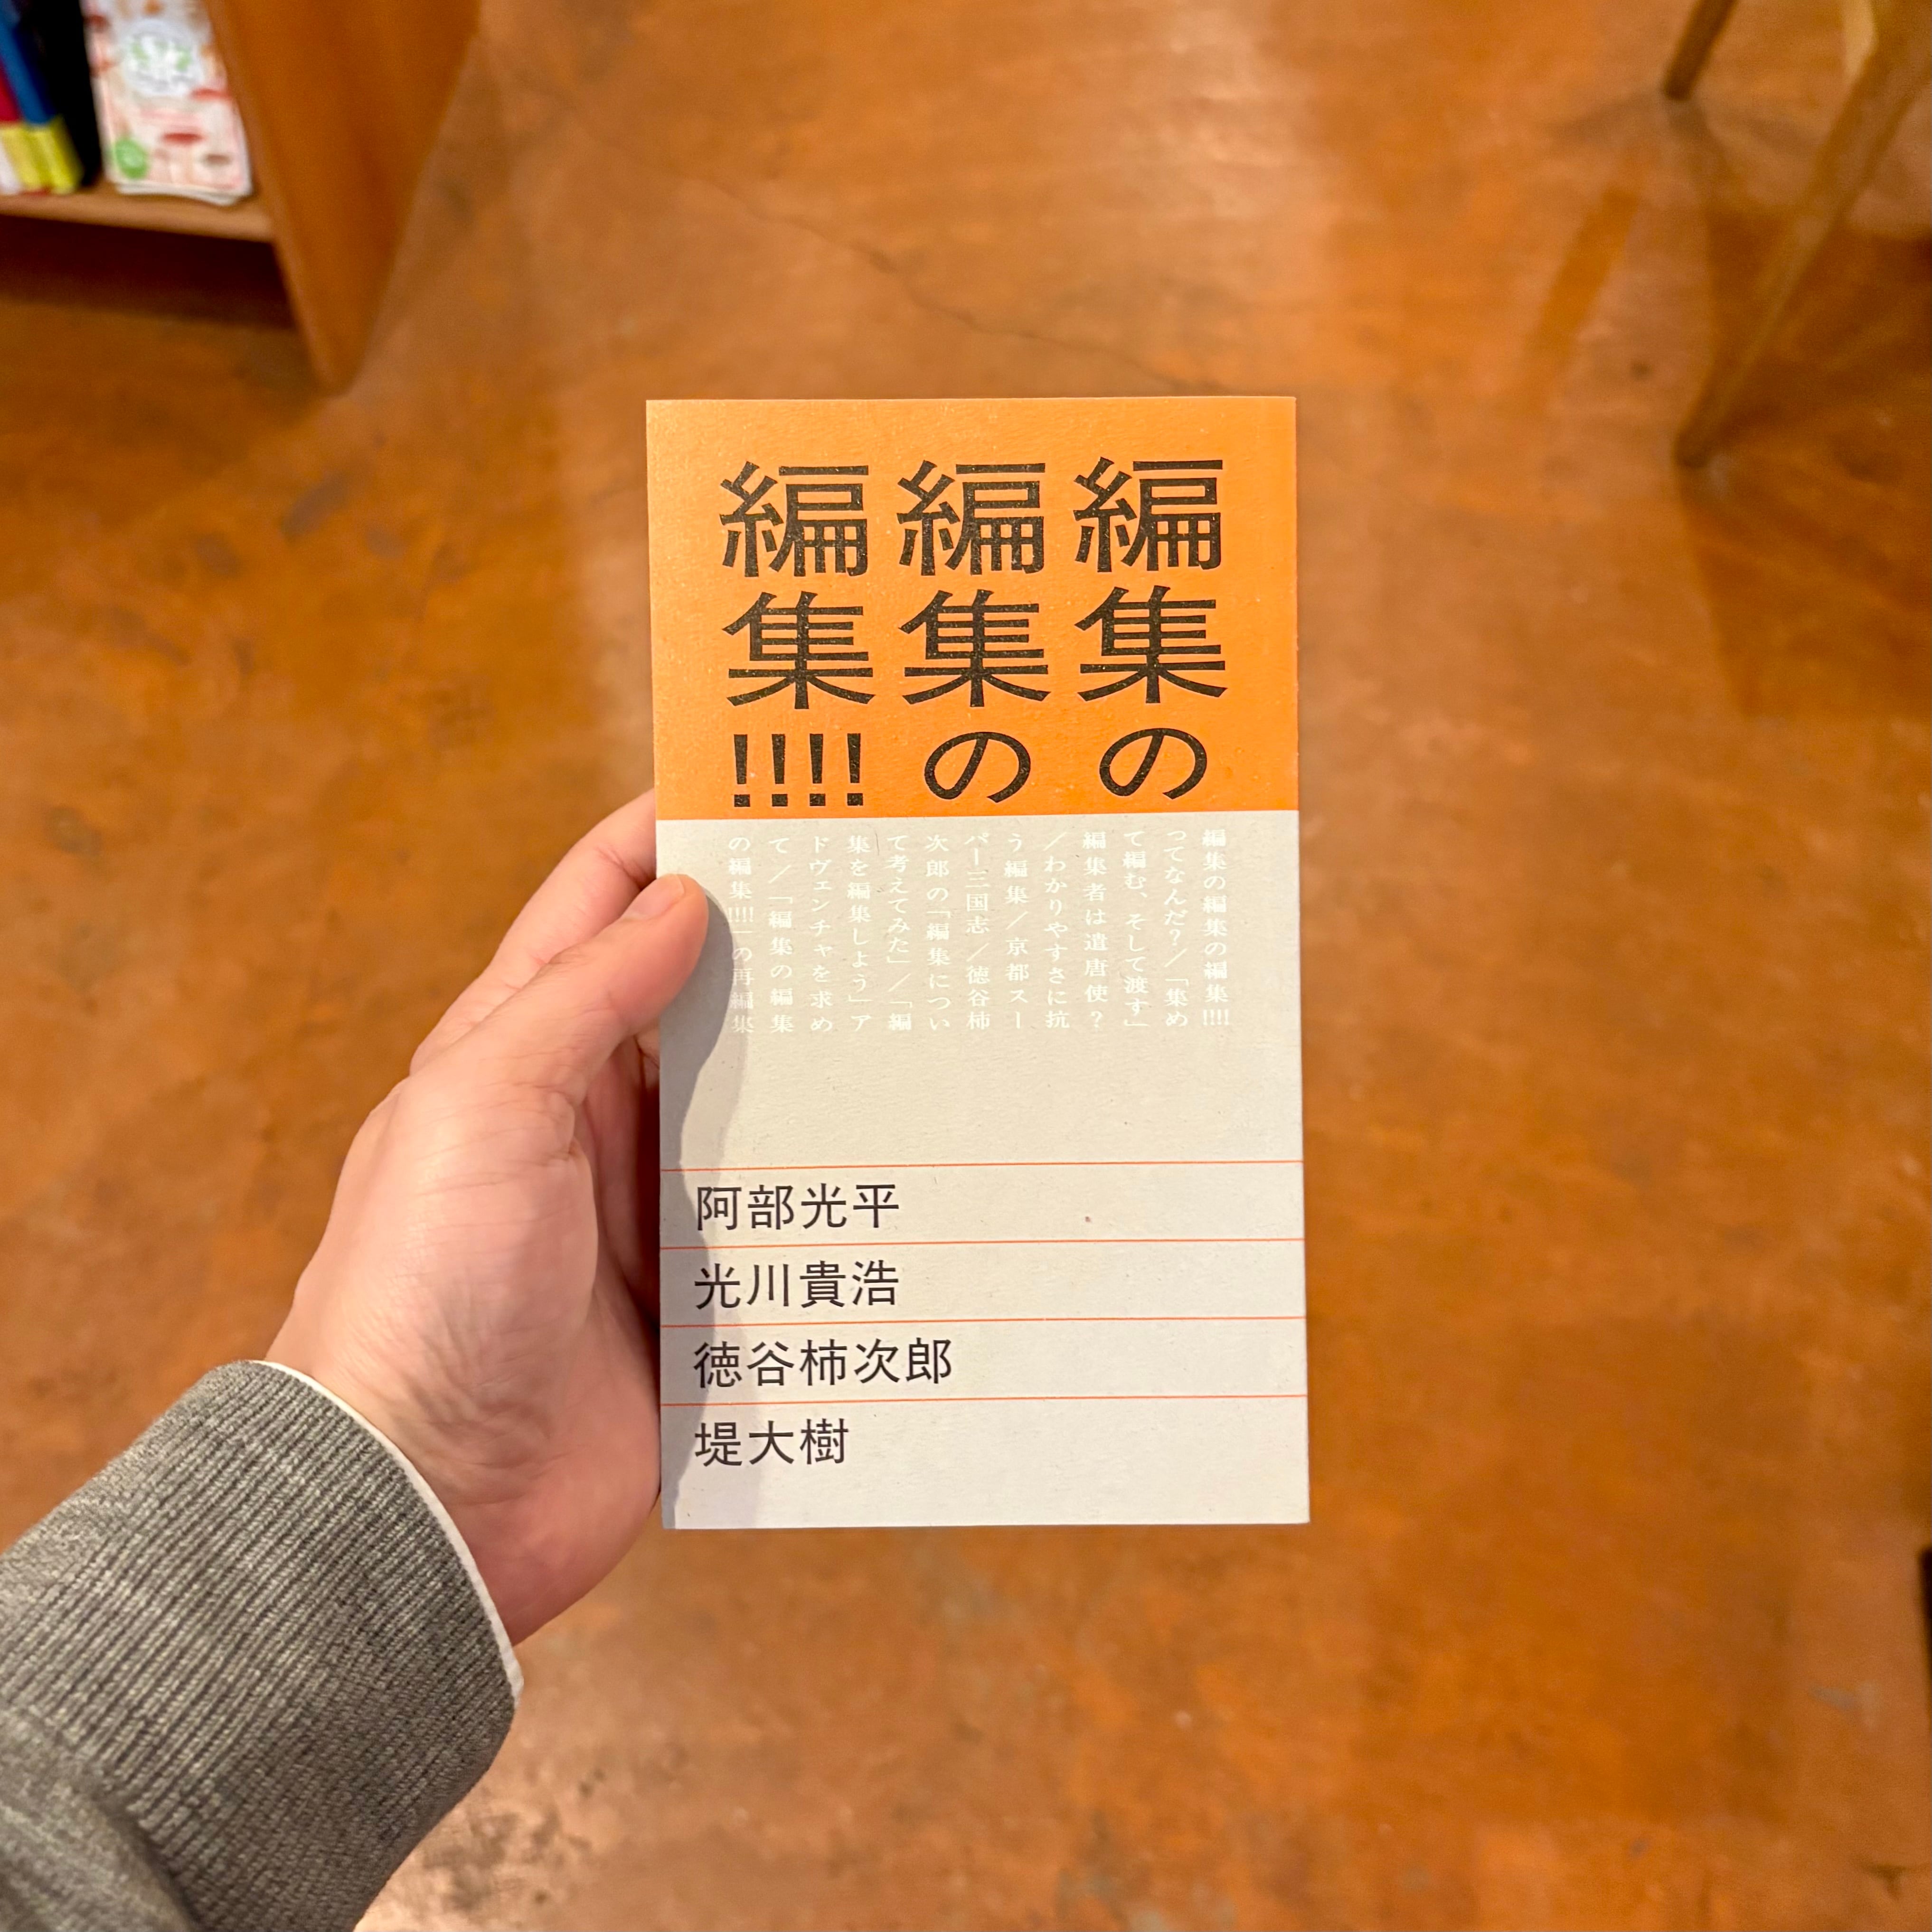 編集の
編集の
編集!!!!
編集の編集の編集!!!!
ってなんだ?／「集め
て編む、そして渡す」
編集者は遣唐使?
／わかりやすさに抗
う編集／京都スー
パー三国志／徳谷柿
次郎の「編集につい
て考えてみた」／「編
集を編集しよう」ア
ドヴェンチャを求め
て／「編集の編集
の編集!!!!」の再編集
阿部光平
光川貴浩
徳谷柿次郎
堤大樹